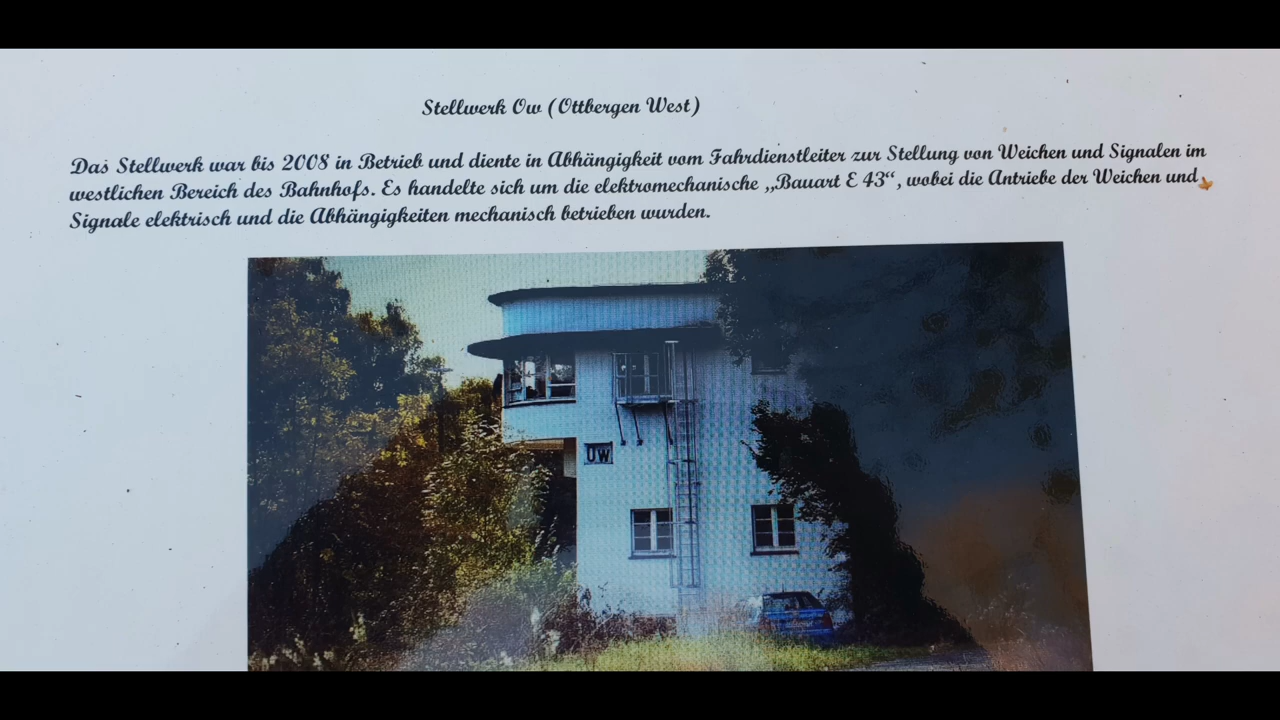 Stellwerk Ow (Ottbergen West)
Das Stellwerk war bis 2008 in Betrieb und diente in Abhängigkeit vom Fahrdienstleiter zur Stellung von Weichen und Signalen im
westlichen Bereich des Bahnhofs. Es handelte sich um die elektromechanische „Bauart E 43“, wobei die Antriebe der Weichen und
Signale elektrisch und die Abhängigkeiten mechanisch betrieben wurden.
Ow